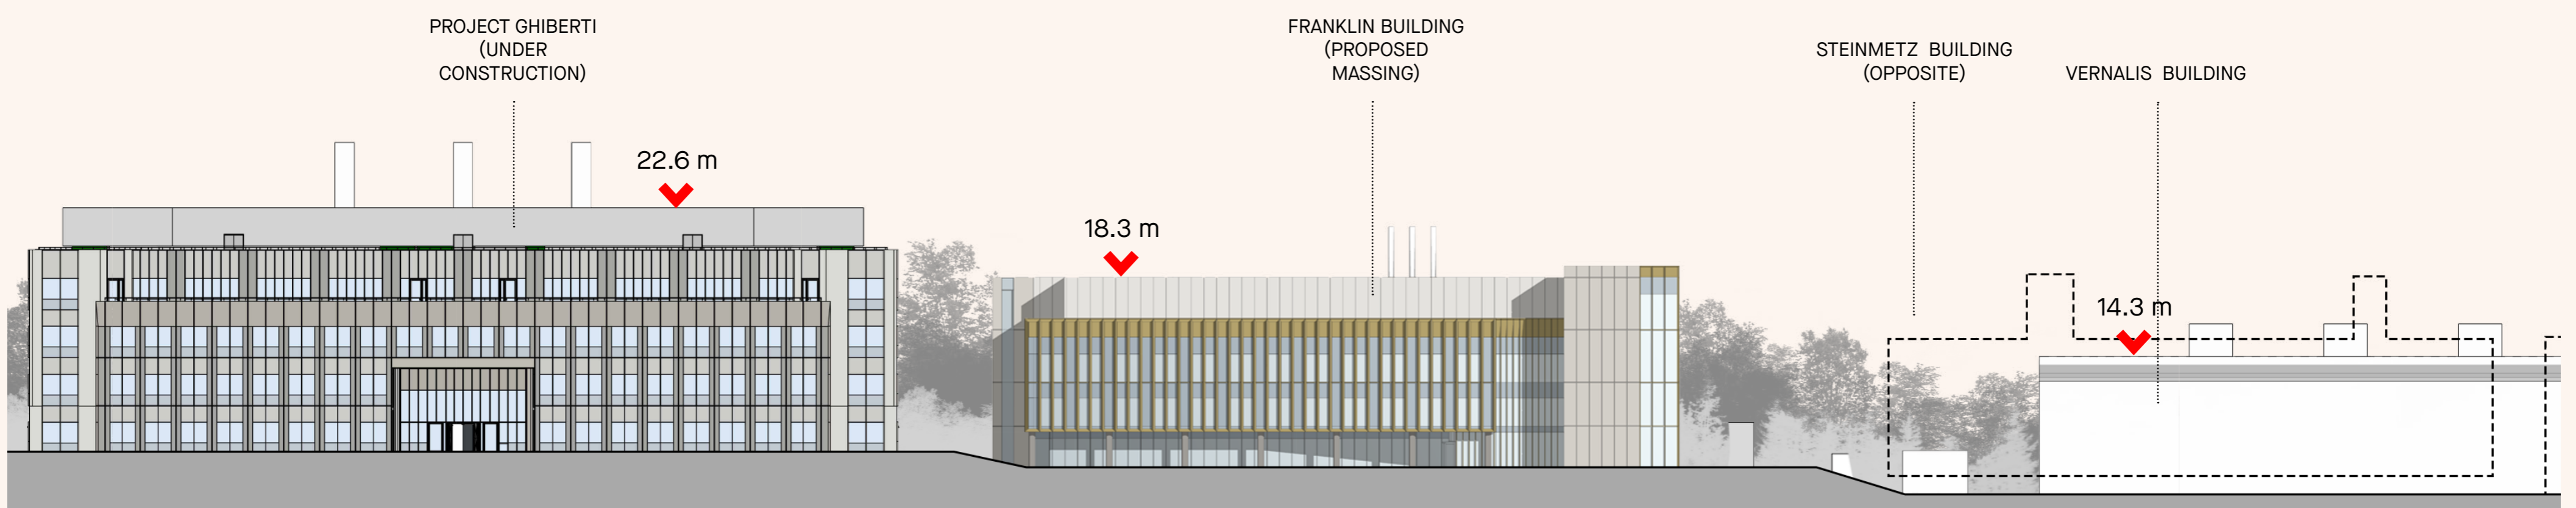 PROJECT GHIBERTI
(UNDER
CONSTRUCTION)
FRANKLIN BUILDING
(PROPOSED
MASSING)
STEINMETZ BUILDING
(OPPOSITE)
VERNALIS BUILDING
22.6 m
18.3 m
14.3 m